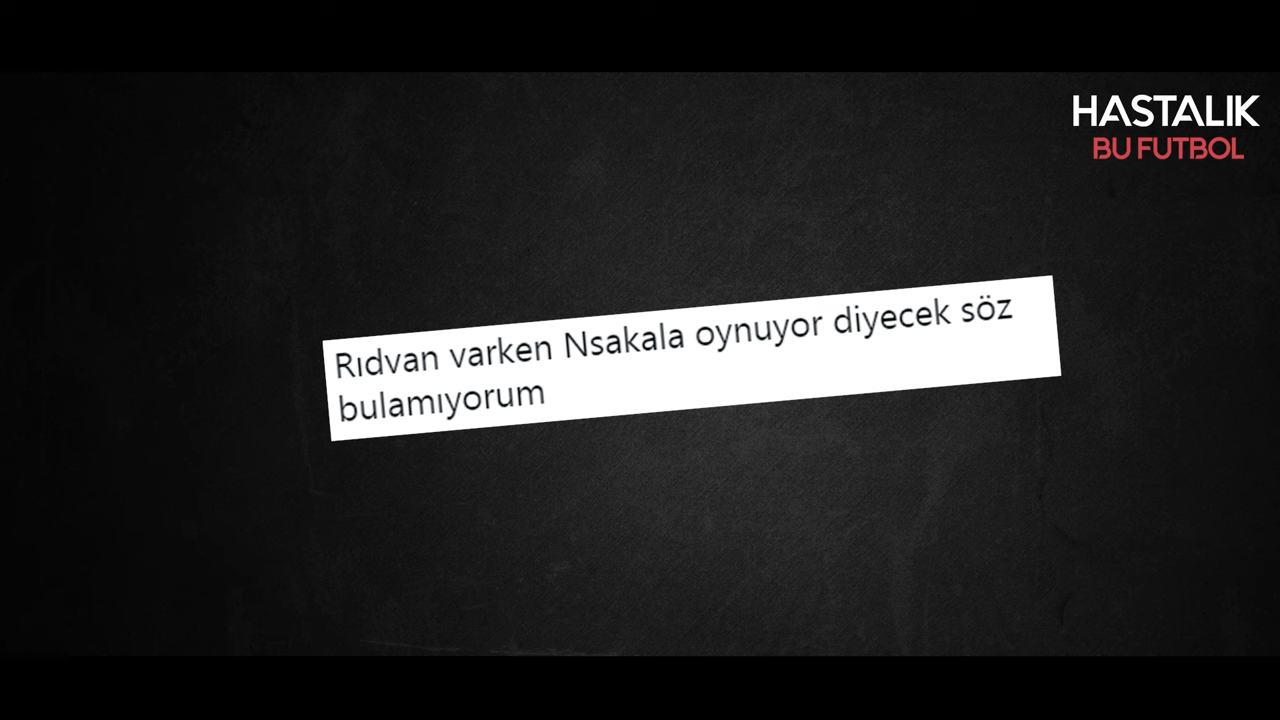 HASTALIK
BU FUTBOL
Rıdvan varken Nsakala oynuyor diyecek söz
bulamıyorum